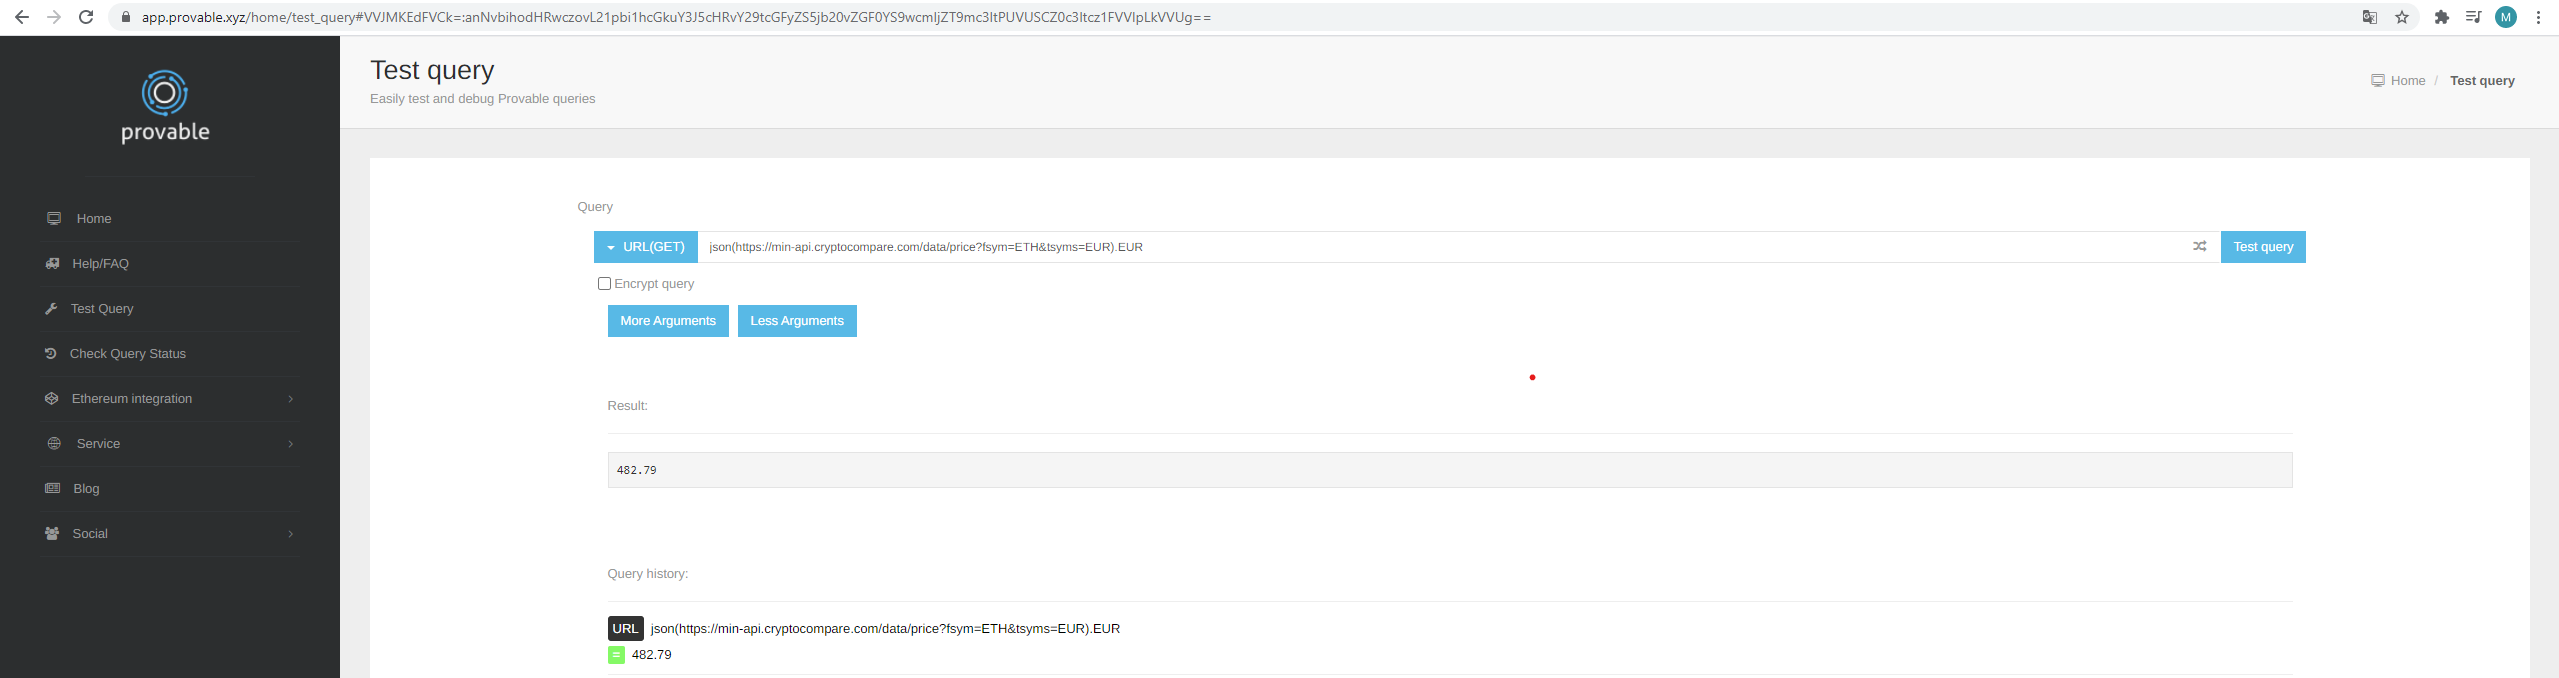 app.provable.xyz/home/test_query#VVJMKEdFVCk=:anNvbihodHRwczovL21pbi1hcGkuY3J5cHRvY29tcGFyZS5jb20vZGF0YS9wcmljZT9mc3ltPUVUSCZ0c3ltcz1FVVIpLkVVUg==
M
provable
Home
Help/FAQ
Test Query
Check Query Status
Ethereum integration
Service
Blog
Social
Test query
Easily test and debug Provable queries
Home / Test query
Query
URL(GET) json(https://min-api.cryptocompare.com/data/price?fsym=ETH&tsyms=EUR).EUR Test query
Encrypt query
More Arguments Less Arguments
Result:
482.79
Query history:
URL json(https://min-api.cryptocompare.com/data/price?fsym=ETH&tsyms=EUR).EUR
= 482.79